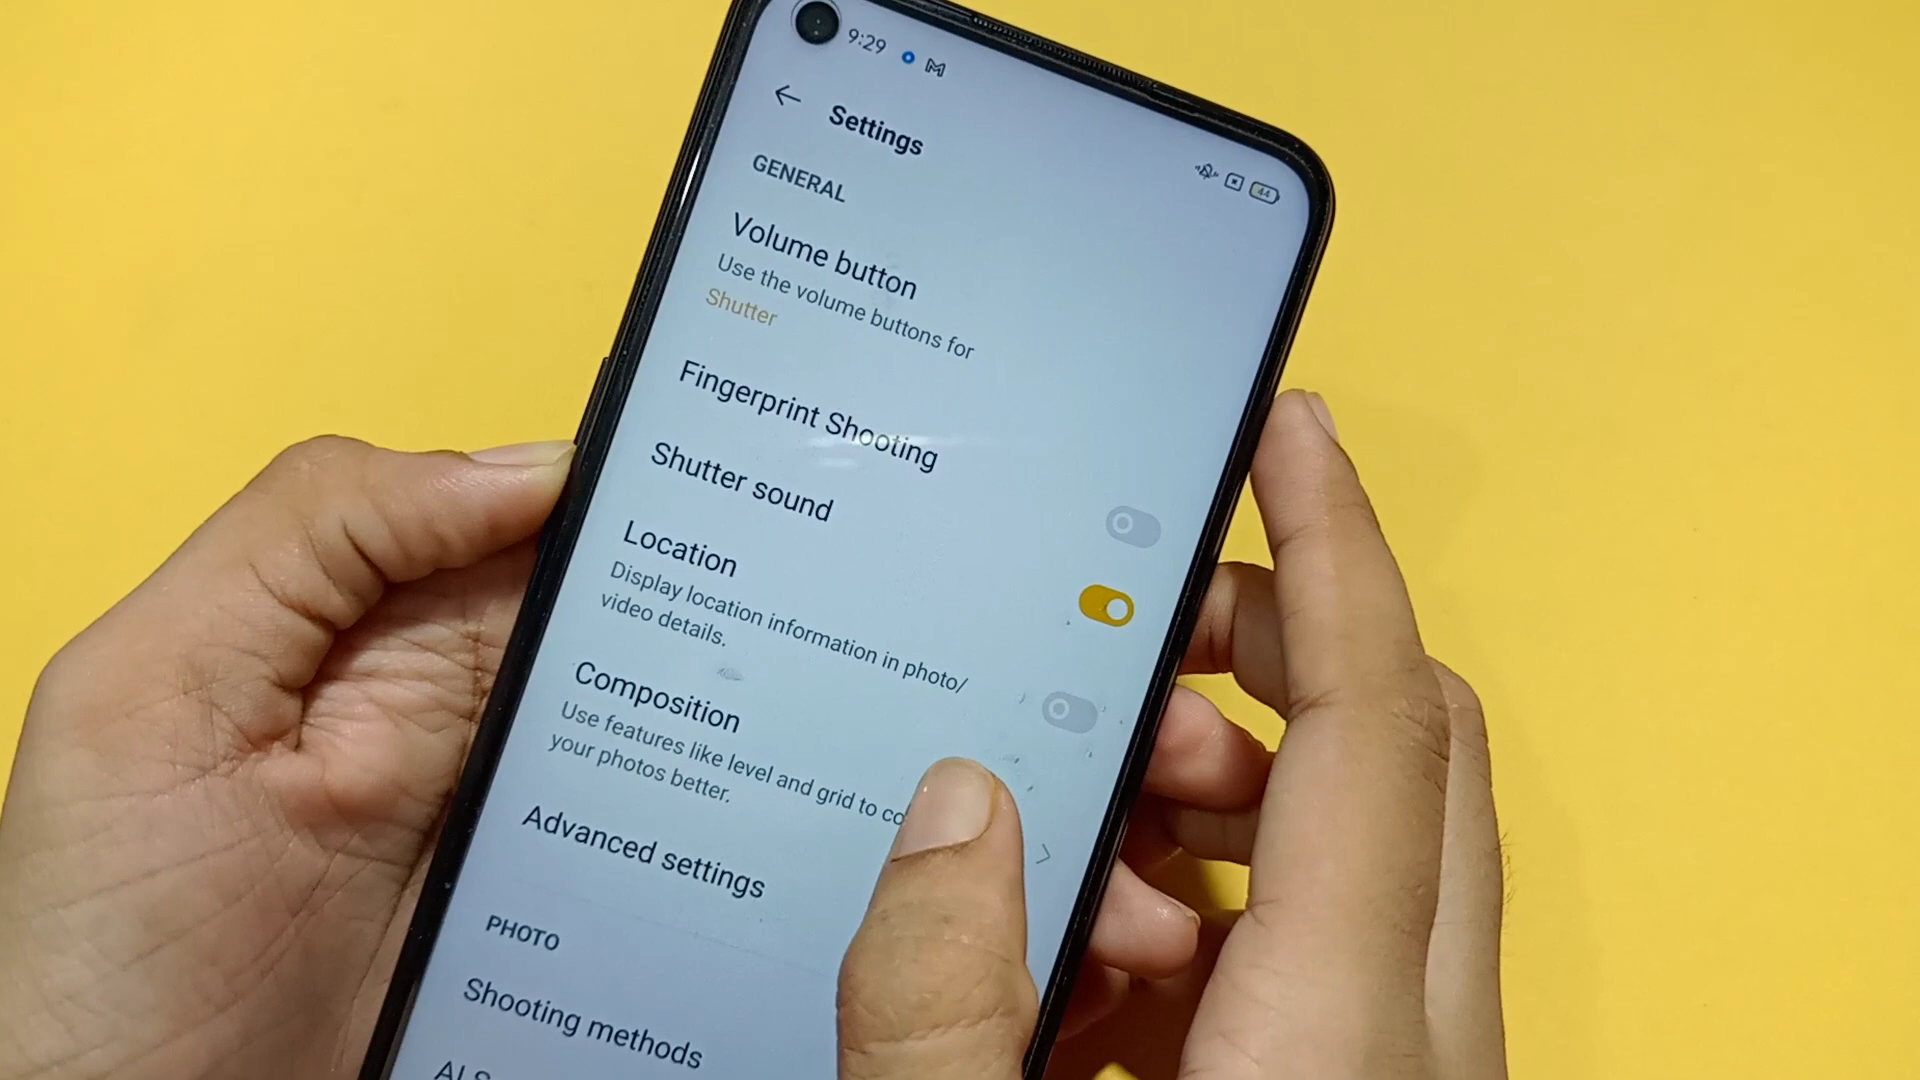 9:29
44
Settings
GENERAL
Volume button
Use the volume buttons for
Shutter
Fingerprint Shooting
Shutter sound
Location
Display location information in photo/
video details.
Composition
Use features like level and grid to
your photos better.
Advanced settings
PHOTO
Shooting methods